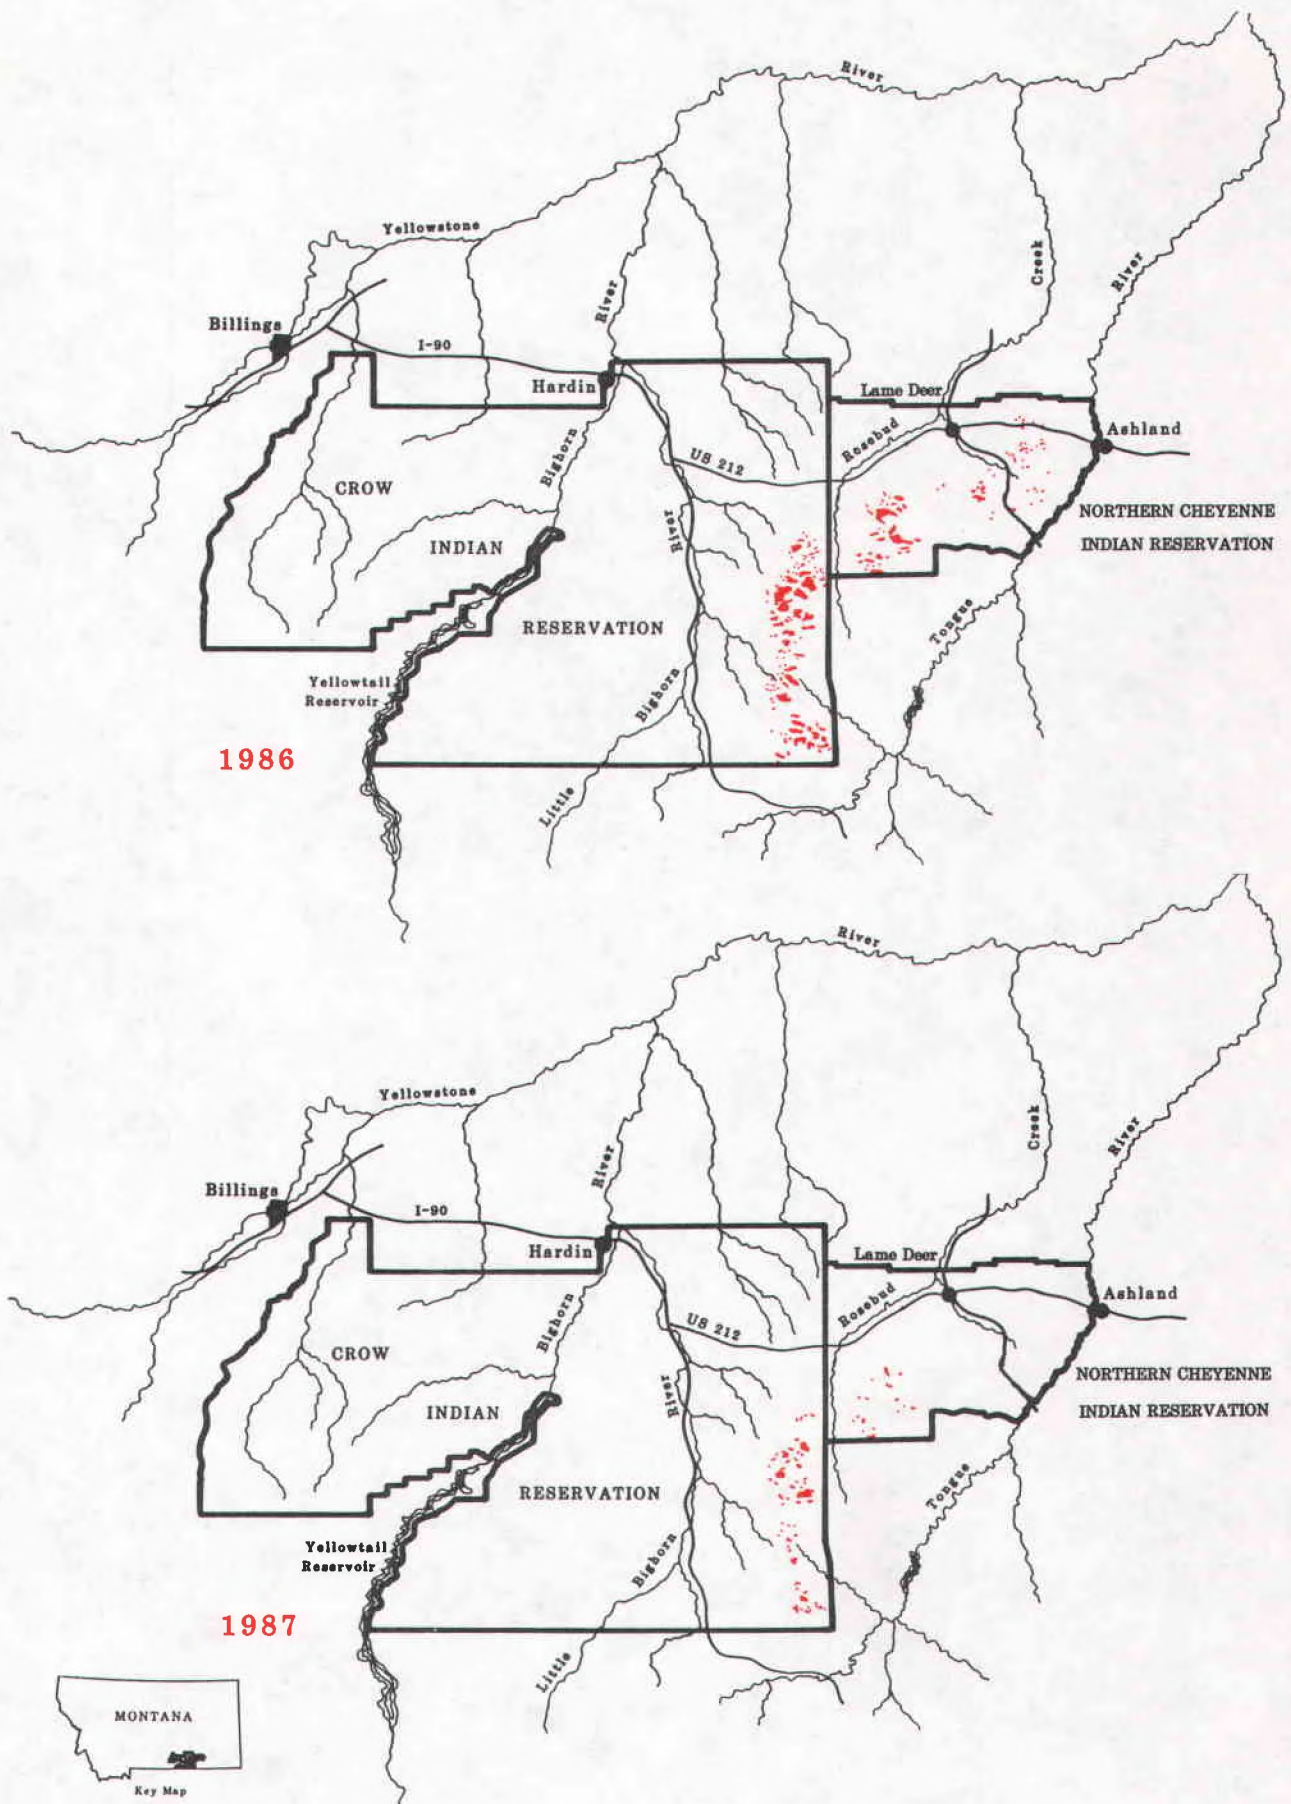 River
Yellowstone
River
Creek
River
Billings
I-90
Hardin
Lame Deer
Ashland
Rosebud
Bighorn
US 212
CROW
River
NORTHERN CHEYENNE
INDIAN
INDIAN RESERVATION
RESERVATION
Tongue
Yellowtail
Reservoir
Bighorn
1986
Little
River
Yellowstone
Creek
River
River
Billings
I-90
Hardin
Lame Deer
Ashland
Rosebud
Bighorn
US 212
CROW
NORTHERN CHEYENNE
River
INDIAN
INDIAN RESERVATION
RESERVATION
Tongue
Yellowtail
Reservoir
Bighorn
1987
Little
MONTANA
Key Map